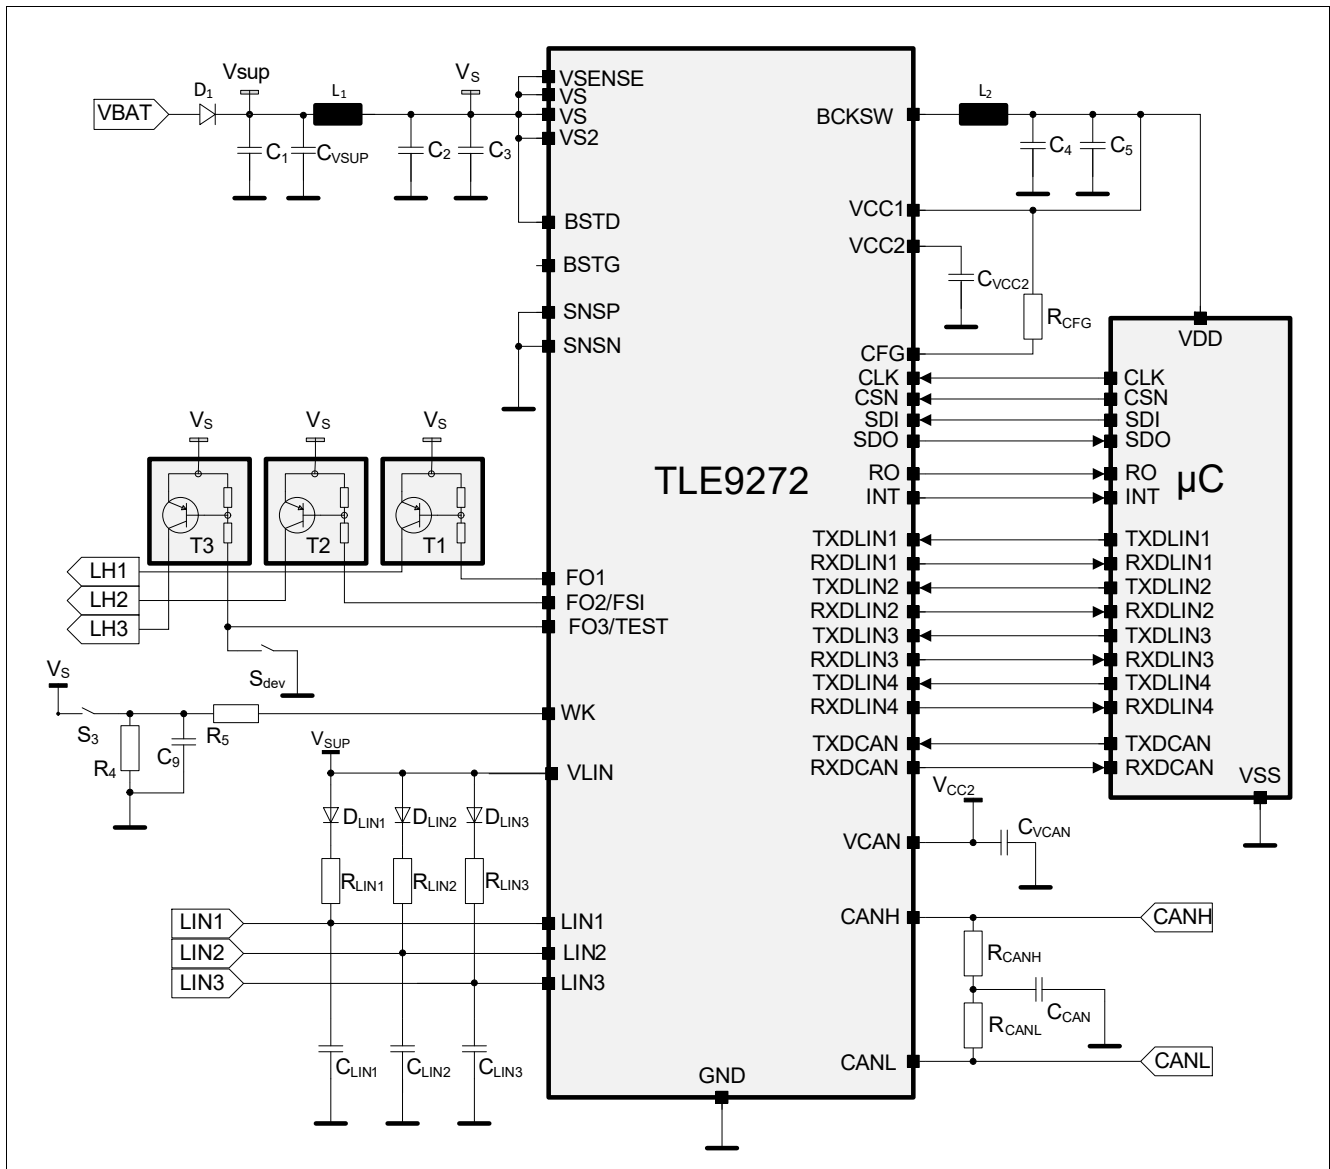 VBAT
D1
Vsup
L1
VS
C1
CVSUP
C2
C3
VSENSE
VS
VS
VS2
BSTD
BSTG
SNSP
SNSN
BCKSW
L2
C4
C5
VCC1
VCC2
CVCC2
RCFG
CFG
CLK
CSN
SDI
SDO
RO
INT
TXDLIN1
RXDLIN1
TXDLIN2
RXDLIN2
TXDLIN3
RXDLIN3
TXDLIN4
RXDLIN4
TXDCAN
RXDCAN
VDD
CLK
CSN
SDI
SDO
RO
INT
µC
TXDLIN1
RXDLIN1
TXDLIN2
RXDLIN2
TXDLIN3
RXDLIN3
TXDLIN4
RXDLIN4
TXDCAN
RXDCAN
VSS
TLE9272
VS
VS
VS
T3
T2
T1
LH1
LH2
LH3
FO1
FO2/FSI
FO3/TEST
Sdev
VS
S3
R4
C9
R5
WK
VSUP
VLIN
DLIN1
DLIN2
DLIN3
RLIN1
RLIN2
RLIN3
LIN1
LIN2
LIN3
LIN1
LIN2
LIN3
CLIN1
CLIN2
CLIN3
VCC2
VCAN
CVCAN
CANH
CANH
RCANH
CCAN
RCANL
CANL
CANL
GND